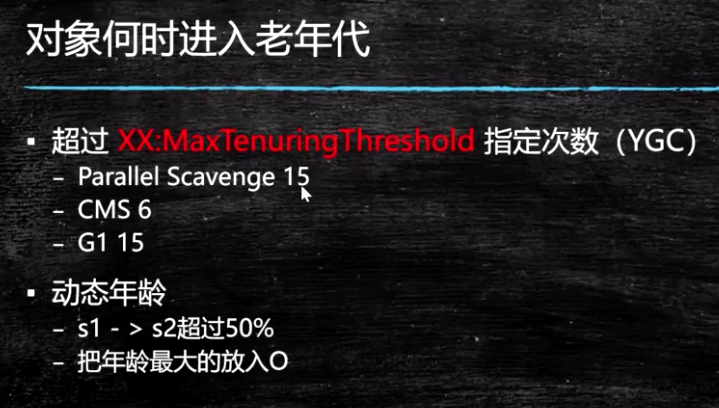 对象何时进入老年代
▪ 超过 XX:MaxTenuringThreshold 指定次数（YGC）
– Parallel Scavenge 15
– CMS 6
– G1 15
▪ 动态年龄
– s1 - > s2超过50%
– 把年龄最大的放入O